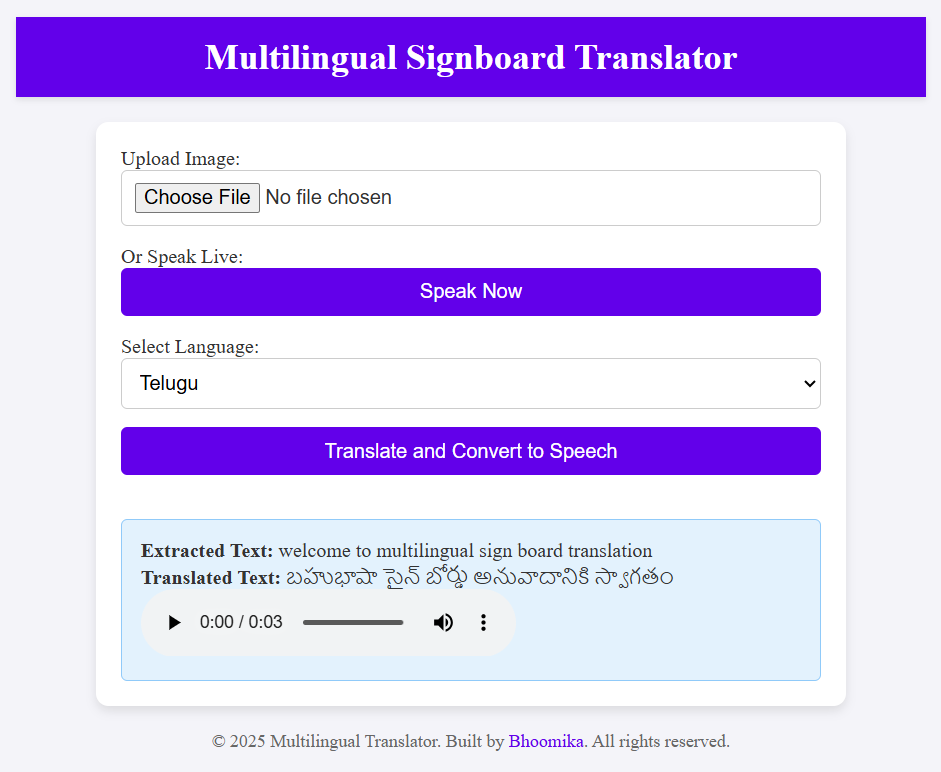 Multilingual Signboard Translator
Upload Image:
Choose File No file chosen
Or Speak Live:
Speak Now
Select Language:
Telugu
Translate and Convert to Speech
Extracted Text: welcome to multilingual sign board translation
Translated Text: బహుభాషా సైన్ బోర్డు అనువాదానికి స్వాగతం
0:00 / 0:03
© 2025 Multilingual Translator. Built by Bhoomika. All rights reserved.